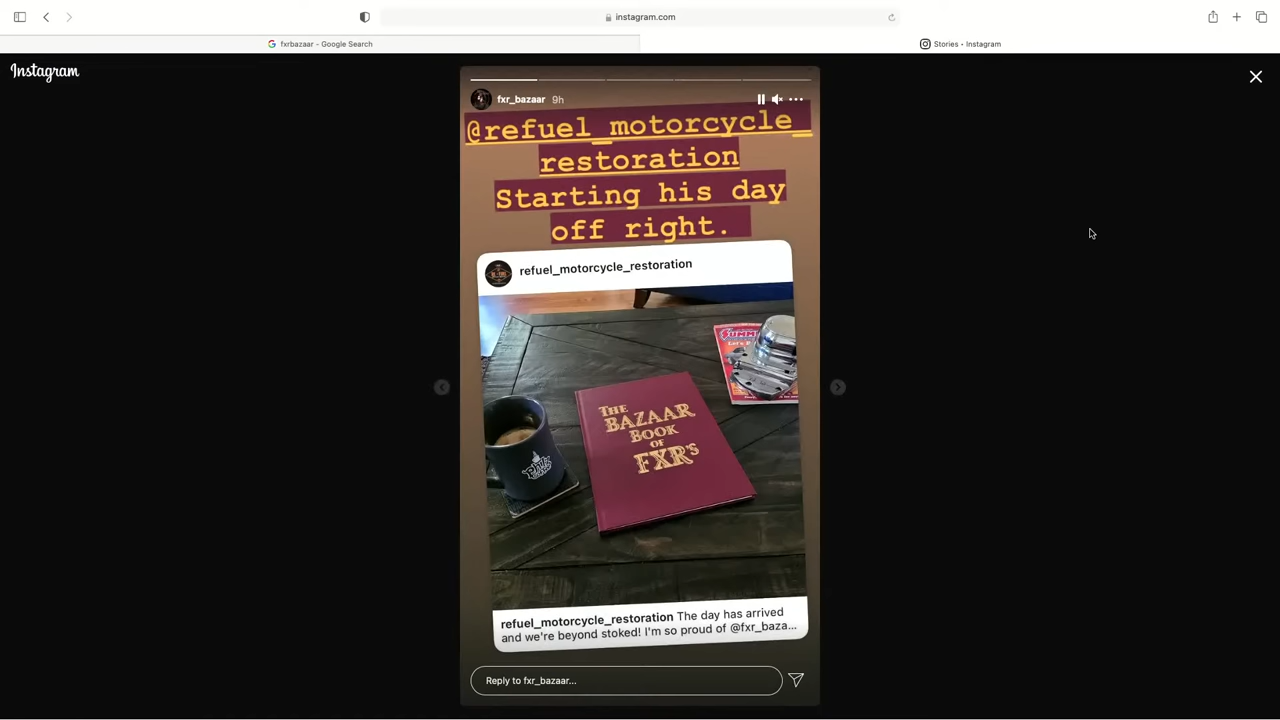 instagram.com
fxrbazaar - Google Search
Stories • Instagram
Instagram
fxr_bazaar 9h
@refuel_motorcycle_
restoration
Starting his day
off right.
refuel_motorcycle_restoration
THE
BAZAAR
BOOK
OF
FXR'S
refuel_motorcycle_restoration The day has arrived
and we're beyond stoked! I'm so proud of @fxr_baza...
Reply to fxr_bazaar...